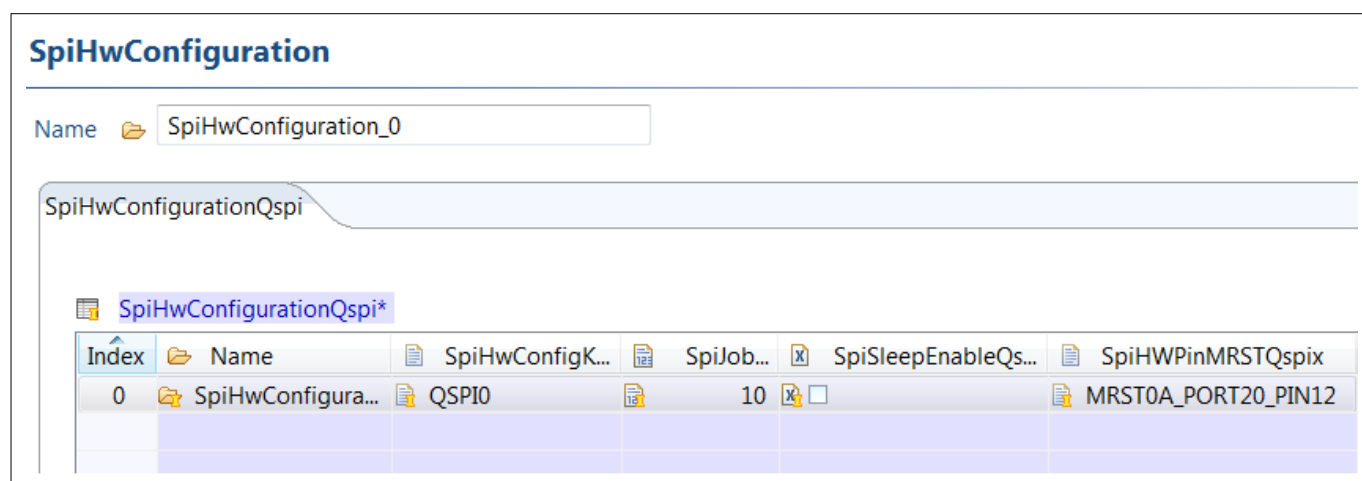 SpiHwConfiguration
Name SpiHwConfiguration_0
SpiHwConfigurationQspi
SpiHwConfigurationQspi*
Index Name SpiHwConfigK... SpiJob... SpiSleepEnableQs... SpiHWPinMRSTQspix
0 SpiHwConfigura... QSPI0 10 MRST0A_PORT20_PIN12